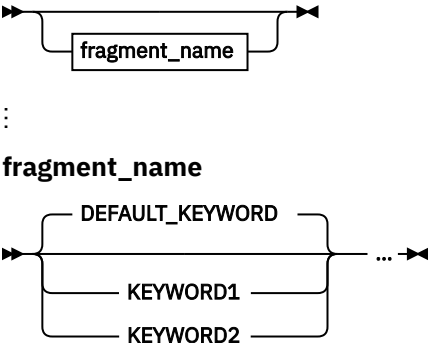 fragment_name
⋮
fragment_name
DEFAULT_KEYWORD
...
KEYWORD1
KEYWORD2